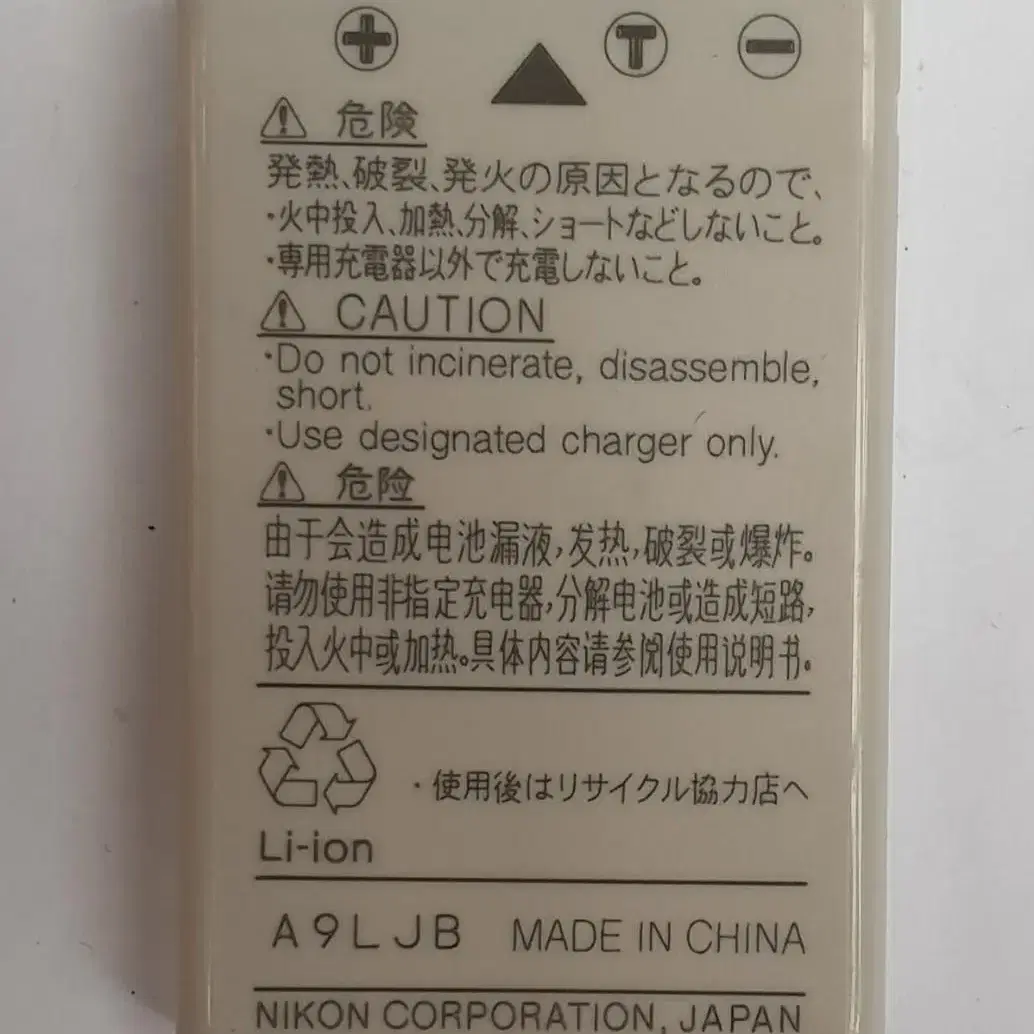 + T −
危険
発熱、破裂、発火の原因となるので、
・火中投入、加熱、分解、ショートなどしないこと。
・専用充電器以外で充電しないこと。
CAUTION
・Do not incinerate, disassemble,
short.
・Use designated charger only.
危险
由于会造成电池漏液,发热,破裂或爆炸。
请勿使用非指定充电器,分解电池或造成短路,
投入火中或加热。具体内容请参阅使用说明书。
・使用後はリサイクル協力店へ
Li-ion
A9LJB MADE IN CHINA
NIKON CORPORATION, JAPAN